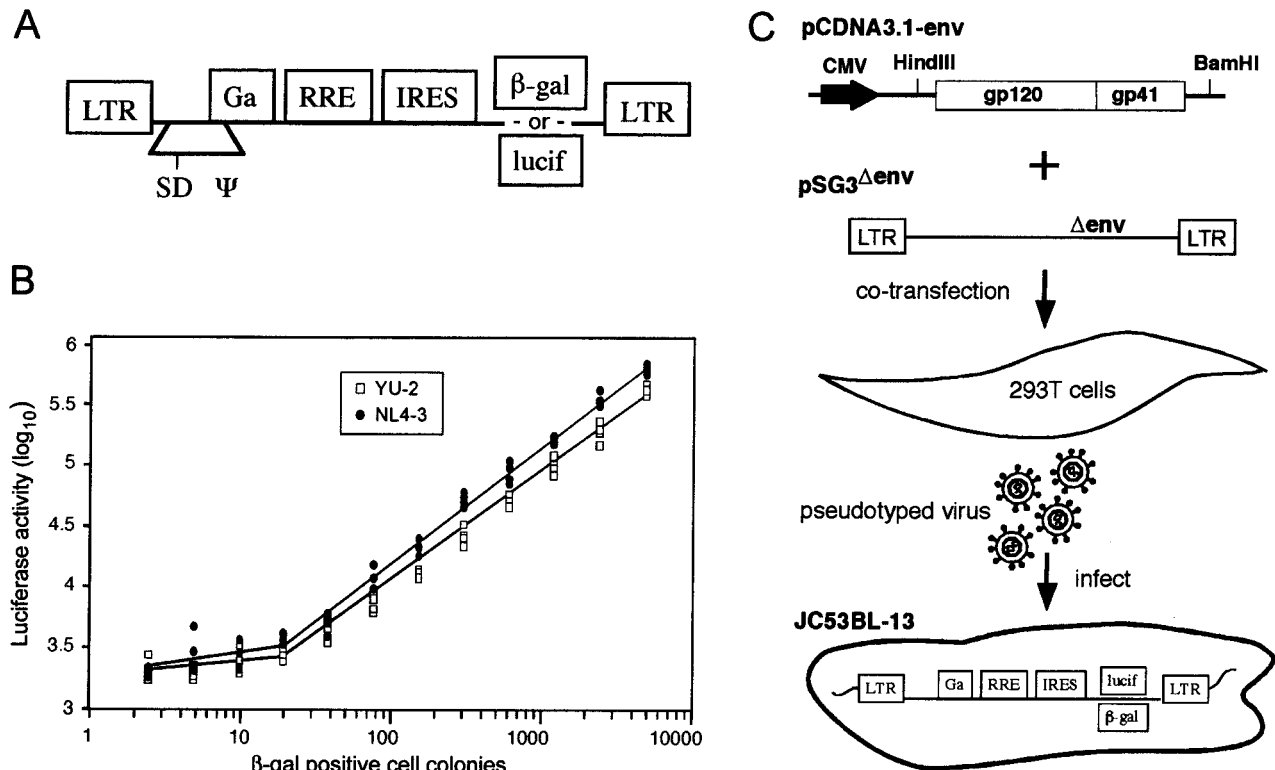 A
LTR
Ga
RRE
IRES
β-gal
- or -
lucif
LTR
SD
Ψ
B
Luciferase activity (log10)
6
5.5
5
4.5
4
3.5
3
YU-2
NL4-3
1
10
100
1000
10000
β-gal positive cell colonies
C
pCDNA3.1-env
CMV
HindIII
BamHI
gp120
gp41
+
pSG3Δenv
LTR
Δenv
LTR
co-transfection
293T cells
pseudotyped virus
infect
JC53BL-13
LTR
Ga
RRE
IRES
lucif
β-gal
LTR